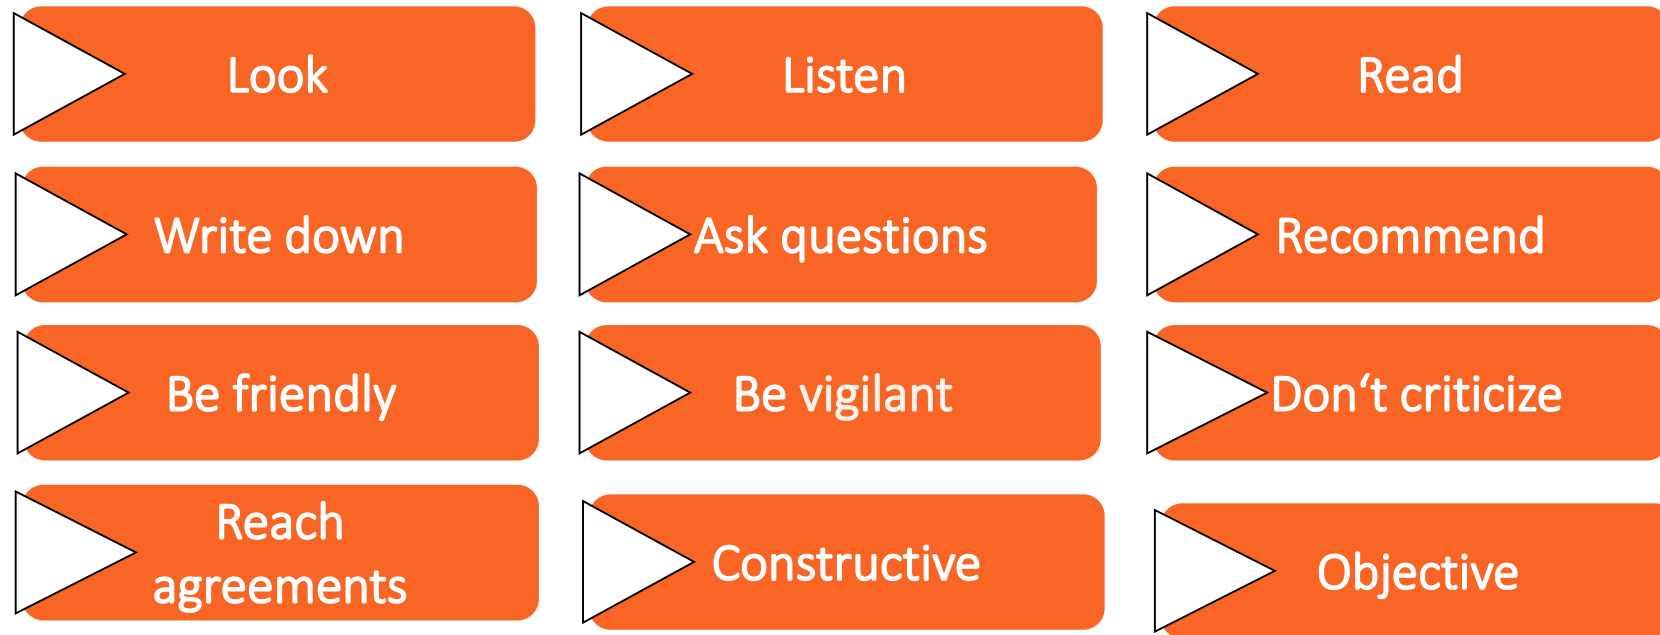 Look
Listen
Read
Write down
Ask questions
Recommend
Be friendly
Be vigilant
Don‘t criticize
Reach
agreements
Constructive
Objective